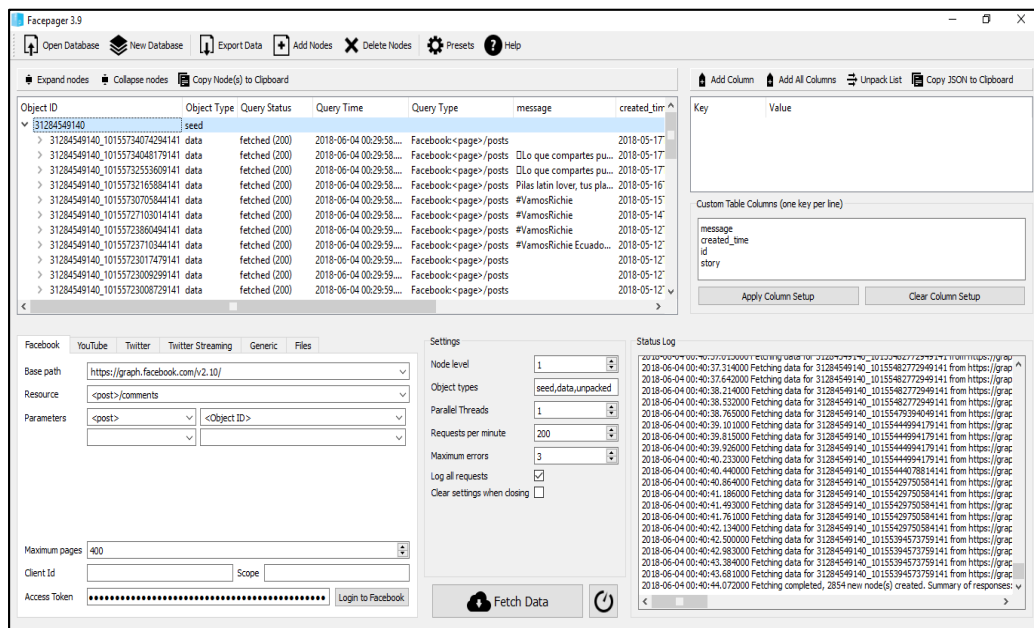 Facepager 3.9
Open Database New Database Export Data Add Nodes Delete Nodes Presets Help
Expand nodes Collapse nodes Copy Node(s) to Clipboard
Object ID Object Type Query Status Query Time Query Type message created_tim
31284549140 seed
31284549140_10155734074294141 data fetched (200) 2018-06-04 00:29:58.... Facebook:<page>/posts 2018-05-17T
31284549140_10155734048179141 data fetched (200) 2018-06-04 00:29:58.... Facebook:<page>/posts Lo que compartes pu... 2018-05-17T
31284549140_10155732553609141 data fetched (200) 2018-06-04 00:29:58.... Facebook:<page>/posts Lo que compartes pu... 2018-05-17T
31284549140_10155732165884141 data fetched (200) 2018-06-04 00:29:58.... Facebook:<page>/posts Pilas latin lover, tus pla... 2018-05-16T
31284549140_10155730705844141 data fetched (200) 2018-06-04 00:29:58.... Facebook:<page>/posts #VamosRichie 2018-05-15T
31284549140_10155727103014141 data fetched (200) 2018-06-04 00:29:58.... Facebook:<page>/posts #VamosRichie 2018-05-14T
31284549140_10155723860494141 data fetched (200) 2018-06-04 00:29:59.... Facebook:<page>/posts #VamosRichie 2018-05-12T
31284549140_10155723710344141 data fetched (200) 2018-06-04 00:29:59.... Facebook:<page>/posts #VamosRichie Ecuado... 2018-05-12T
31284549140_10155723017479141 data fetched (200) 2018-06-04 00:29:59.... Facebook:<page>/posts 2018-05-12T
31284549140_10155723009299141 data fetched (200) 2018-06-04 00:29:59.... Facebook:<page>/posts 2018-05-12T
31284549140_10155723008729141 data fetched (200) 2018-06-04 00:29:59.... Facebook:<page>/posts 2018-05-12T
Add Column Add All Columns Unpack List Copy JSON to Clipboard
Key Value
Custom Table Columns (one key per line)
message
created_time
id
story
Apply Column Setup Clear Column Setup
Facebook YouTube Twitter Twitter Streaming Generic Files
Base path https://graph.facebook.com/v2.10/
Resource <post>/comments
Parameters <post> <Object ID>
Maximum pages 400
Client Id Scope
Access Token Login to Facebook
Settings
Node level 1
Object types seed,data,unpacked
Parallel Threads 1
Requests per minute 200
Maximum errors 3
Log all requests
Clear settings when closing
Fetch Data
Status Log
2018-06-04 00:40:37.015000 Fetching data for 31284549140_10155482772949141 from https://grap
2018-06-04 00:40:37.314000 Fetching data for 31284549140_10155482772949141 from https://grap
2018-06-04 00:40:37.642000 Fetching data for 31284549140_10155482772949141 from https://grap
2018-06-04 00:40:38.214000 Fetching data for 31284549140_10155482772949141 from https://grap
2018-06-04 00:40:38.532000 Fetching data for 31284549140_10155482772949141 from https://grap
2018-06-04 00:40:38.765000 Fetching data for 31284549140_10155479394049141 from https://grap
2018-06-04 00:40:39.101000 Fetching data for 31284549140_10155444994179141 from https://grap
2018-06-04 00:40:39.815000 Fetching data for 31284549140_10155444994179141 from https://grap
2018-06-04 00:40:39.926000 Fetching data for 31284549140_10155444994179141 from https://grap
2018-06-04 00:40:40.233000 Fetching data for 31284549140_10155444994179141 from https://grap
2018-06-04 00:40:40.440000 Fetching data for 31284549140_10155444078814141 from https://grap
2018-06-04 00:40:40.864000 Fetching data for 31284549140_10155429750584141 from https://grap
2018-06-04 00:40:41.186000 Fetching data for 31284549140_10155429750584141 from https://grap
2018-06-04 00:40:41.493000 Fetching data for 31284549140_10155429750584141 from https://grap
2018-06-04 00:40:41.761000 Fetching data for 31284549140_10155429750584141 from https://grap
2018-06-04 00:40:42.134000 Fetching data for 31284549140_10155429750584141 from https://grap
2018-06-04 00:40:42.500000 Fetching data for 31284549140_10155394573759141 from https://grap
2018-06-04 00:40:42.983000 Fetching data for 31284549140_10155394573759141 from https://grap
2018-06-04 00:40:43.384000 Fetching data for 31284549140_10155394573759141 from https://grap
2018-06-04 00:40:43.681000 Fetching data for 31284549140_10155394573759141 from https://grap
2018-06-04 00:40:44.072000 Fetching completed, 2854 new node(s) created. Summary of responses: